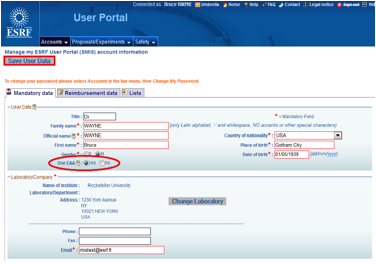 Connected as: Bruce WAYNE Umbrella Home Help FAQ Contact Legal notice Sign out
ESRF
User Portal
Accounts Proposals/Experiments Safety
Manage my ESRF User Portal (SMIS) account information
Save User Data
To change your password please select Accounts in the bar menu, then Change My Password.
Mandatory data Reimbursement data Lists
User Data
Title : Dr * = Mandatory Field
Family name* : WAYNE (only Latin alphabet, '- and whitespace, NO accents or other special characters)
Official name : WAYNE Country of nationality* : USA
First name* : Bruce Place of birth* : Gotham City
Gender* : F M Date of birth* : 01/05/1939 (dd/mm/yyyy)
Use EAA : yes no
Laboratory/Company
Name of institute : Rockefeller University
Laboratory/Department :
Address : 1230 York Avenue Change Laboratory
NY
10021 NEW YORK
USA
Phone :
Fax :
Email* : msstest@esrf.fr